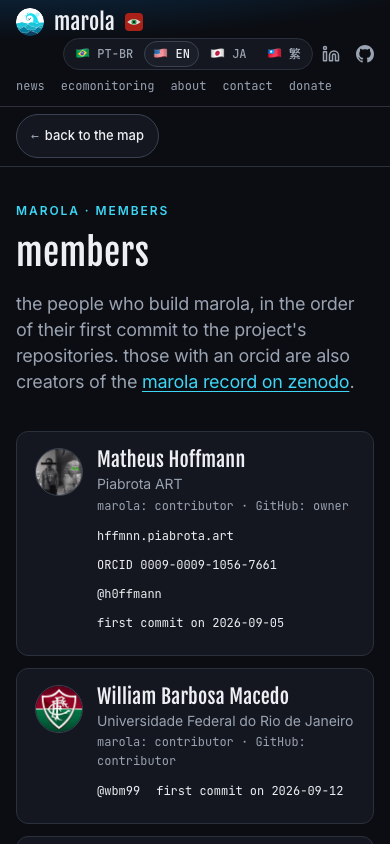 marola
PT-BR EN JA 繁
news ecomonitoring about contact donate
← back to the map
MAROLA · MEMBERS
members
the people who build marola, in the order
of their first commit to the project's
repositories. those with an orcid are also
creators of the marola record on zenodo.
Matheus Hoffmann
Piabrota ART
marola: contributor · GitHub: owner
hffmnn.piabrota.art
ORCID 0009-0009-1056-7661
@h0ffmann
first commit on 2026-09-05
William Barbosa Macedo
Universidade Federal do Rio de Janeiro
marola: contributor · GitHub:
contributor
@wbm99 first commit on 2026-09-12